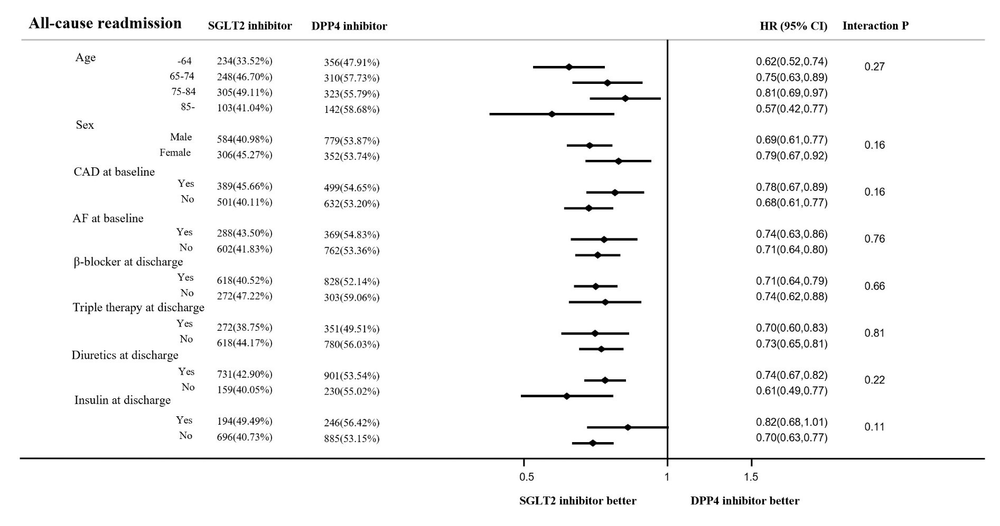 All-cause readmission SGLT2 inhibitor DPP4 inhibitor HR (95% CI) Interaction P
Age
-64 234(33.52%) 356(47.91%) 0.62(0.52,0.74) 0.27
65-74 248(46.70%) 310(57.73%) 0.75(0.63,0.89)
75-84 305(49.11%) 323(55.79%) 0.81(0.69,0.97)
85- 103(41.04%) 142(58.68%) 0.57(0.42,0.77)
Sex
Male 584(40.98%) 779(53.87%) 0.69(0.61,0.77) 0.16
Female 306(45.27%) 352(53.74%) 0.79(0.67,0.92)
CAD at baseline
Yes 389(45.66%) 499(54.65%) 0.78(0.67,0.89) 0.16
No 501(40.11%) 632(53.20%) 0.68(0.61,0.77)
AF at baseline
Yes 288(43.50%) 369(54.83%) 0.74(0.63,0.86) 0.76
No 602(41.83%) 762(53.36%) 0.71(0.64,0.80)
β-blocker at discharge
Yes 618(40.52%) 828(52.14%) 0.71(0.64,0.79) 0.66
No 272(47.22%) 303(59.06%) 0.74(0.62,0.88)
Triple therapy at discharge
Yes 272(38.75%) 351(49.51%) 0.70(0.60,0.83) 0.81
No 618(44.17%) 780(56.03%) 0.73(0.65,0.81)
Diuretics at discharge
Yes 731(42.90%) 901(53.54%) 0.74(0.67,0.82) 0.22
No 159(40.05%) 230(55.02%) 0.61(0.49,0.77)
Insulin at discharge
Yes 194(49.49%) 246(56.42%) 0.82(0.68,1.01) 0.11
No 696(40.73%) 885(53.15%) 0.70(0.63,0.77)
0.5 1 1.5
SGLT2 inhibitor better DPP4 inhibitor better